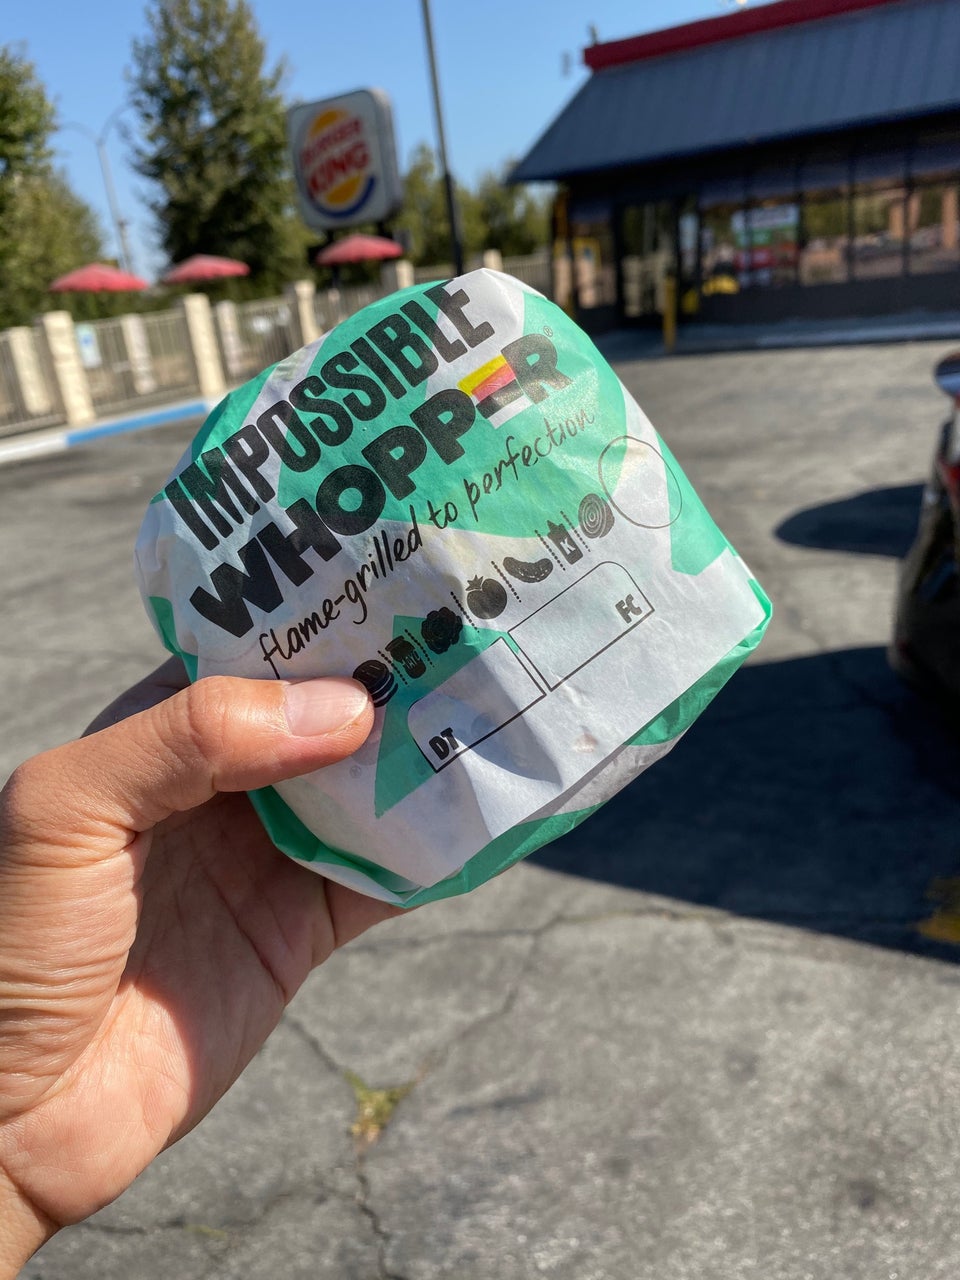 BURGER
KING
IMPOSSIBLE
WHOPPER®
flame-grilled to perfection
K
FC
DT